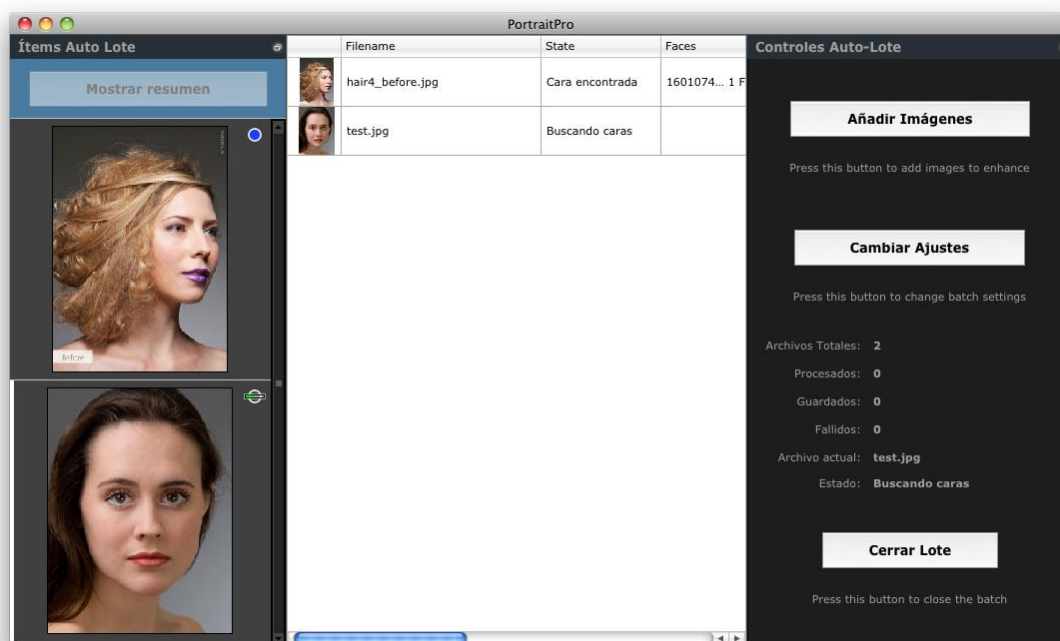 PortraitPro
Ítems Auto Lote
Mostrar resumen
Before
Filename State Faces
hair4_before.jpg Cara encontrada 1601074... 1 F
test.jpg Buscando caras
Controles Auto-Lote
Añadir Imágenes
Press this button to add images to enhance
Cambiar Ajustes
Press this button to change batch settings
Archivos Totales: 2
Procesados: 0
Guardados: 0
Fallidos: 0
Archivo actual: test.jpg
Estado: Buscando caras
Cerrar Lote
Press this button to close the batch